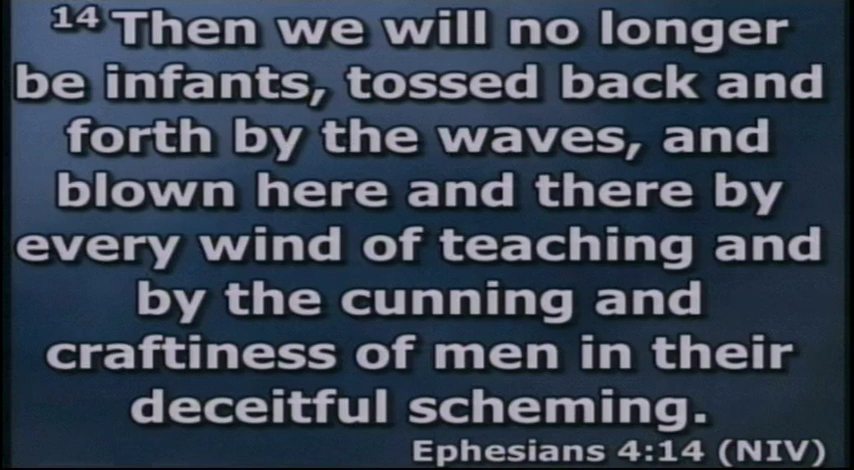 14 Then we will no longer
be infants, tossed back and
forth by the waves, and
blown here and there by
every wind of teaching and
by the cunning and
craftiness of men in their
deceitful scheming.
Ephesians 4:14 (NIV)